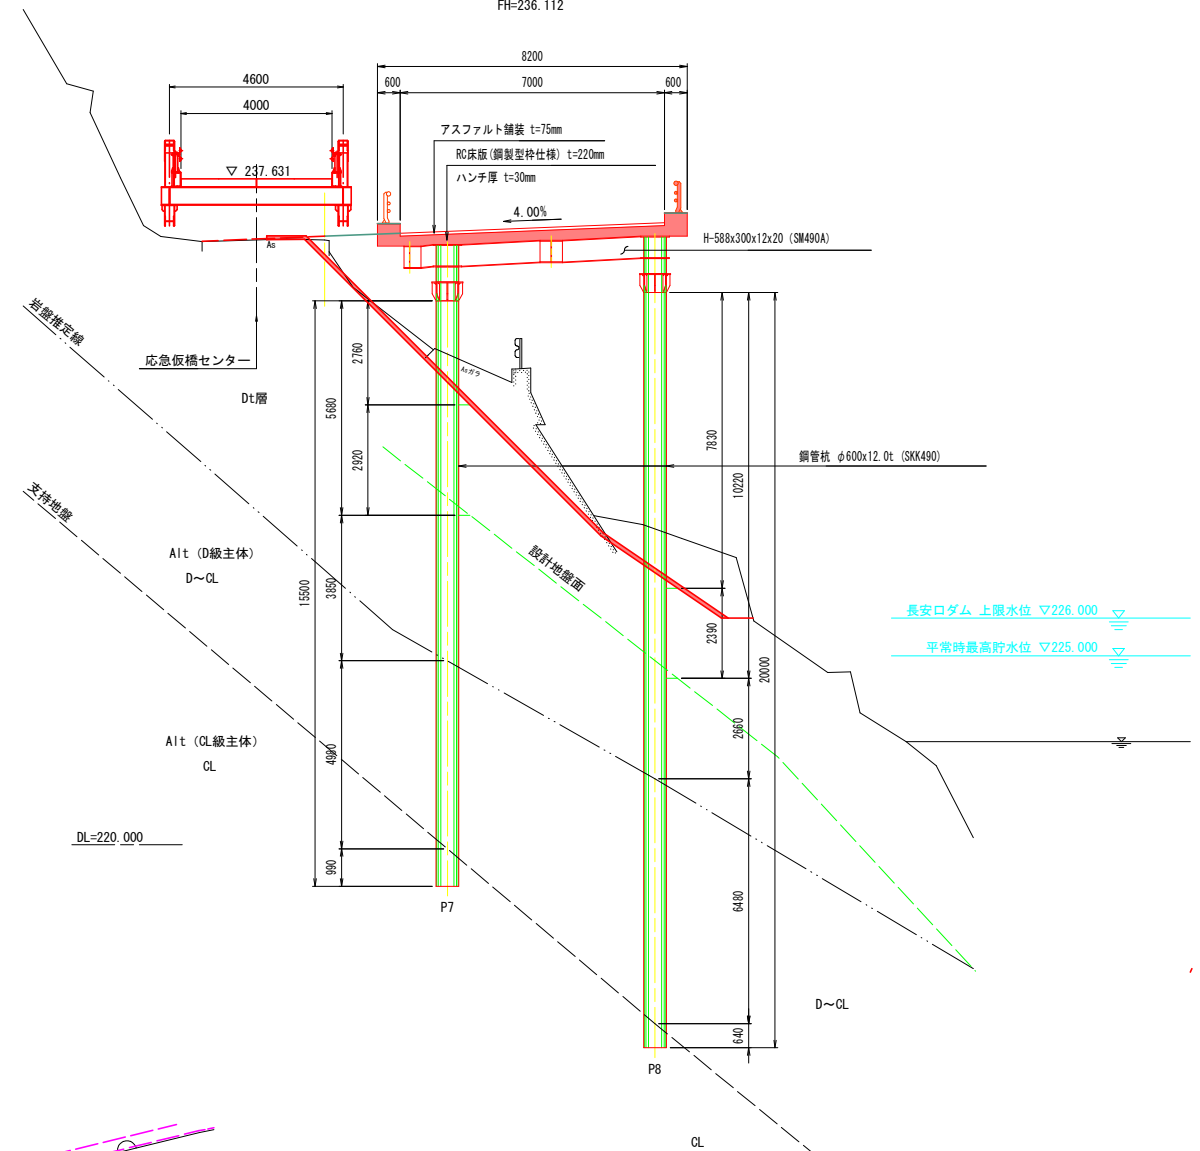 FH=236.112
8200
600
7000
600
4600
4000
アスファルト舗装 t=75mm
RC床版(鋼製型枠仕様) t=220mm
ハンチ厚 t=30mm
▽ 237.631
4.00%
H-588x300x12x20 (SM490A)
As
岩盤推定線
応急仮橋センター
Dt層
2760
5680
2920
Asガラ
7830
10220
鋼管杭 φ600x12.0t (SKK490)
支持地盤
Alt (D級主体)
D～CL
設計地盤面
15500
3850
2390
20000
長安口ダム 上限水位 ▽226.000
平常時最高貯水位 ▽225.000
2660
Alt (CL級主体)
CL
DL=220.000
990
P7
6480
640
D～CL
P8
CL